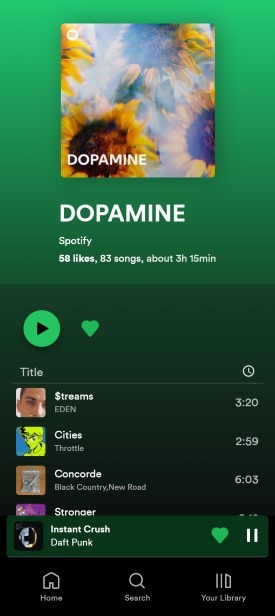 DOPAMINE
DOPAMINE
Spotify
58 likes, 83 songs, about 3h 15min
Title
$treams
EDEN
3:20
Cities
Throttle
2:59
Concorde
Black Country,New Road
6:03
Stronger
Instant Crush
Daft Punk
Home
Search
Your Library